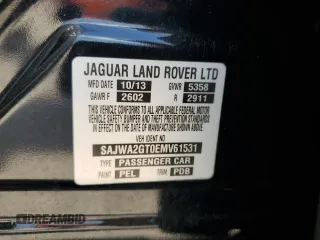 JAGUAR LAND ROVER LTD
MFD DATE 10/13 GVWR 5358
GAWR F 2602 R 2911
THIS VEHICLE CONFORMS TO ALL APPLICABLE FEDERAL MOTOR
VEHICLE SAFETY, BUMPER AND THEFT PREVENTION STANDARDS
IN EFFECT ON THE DATE OF MANUFACTURE SHOWN ABOVE
VEH IDENT NO. SAJWA2GT0EMV61531
TYPE PASSENGER CAR
PAINT PEL TRIM PDB
DREAMBID